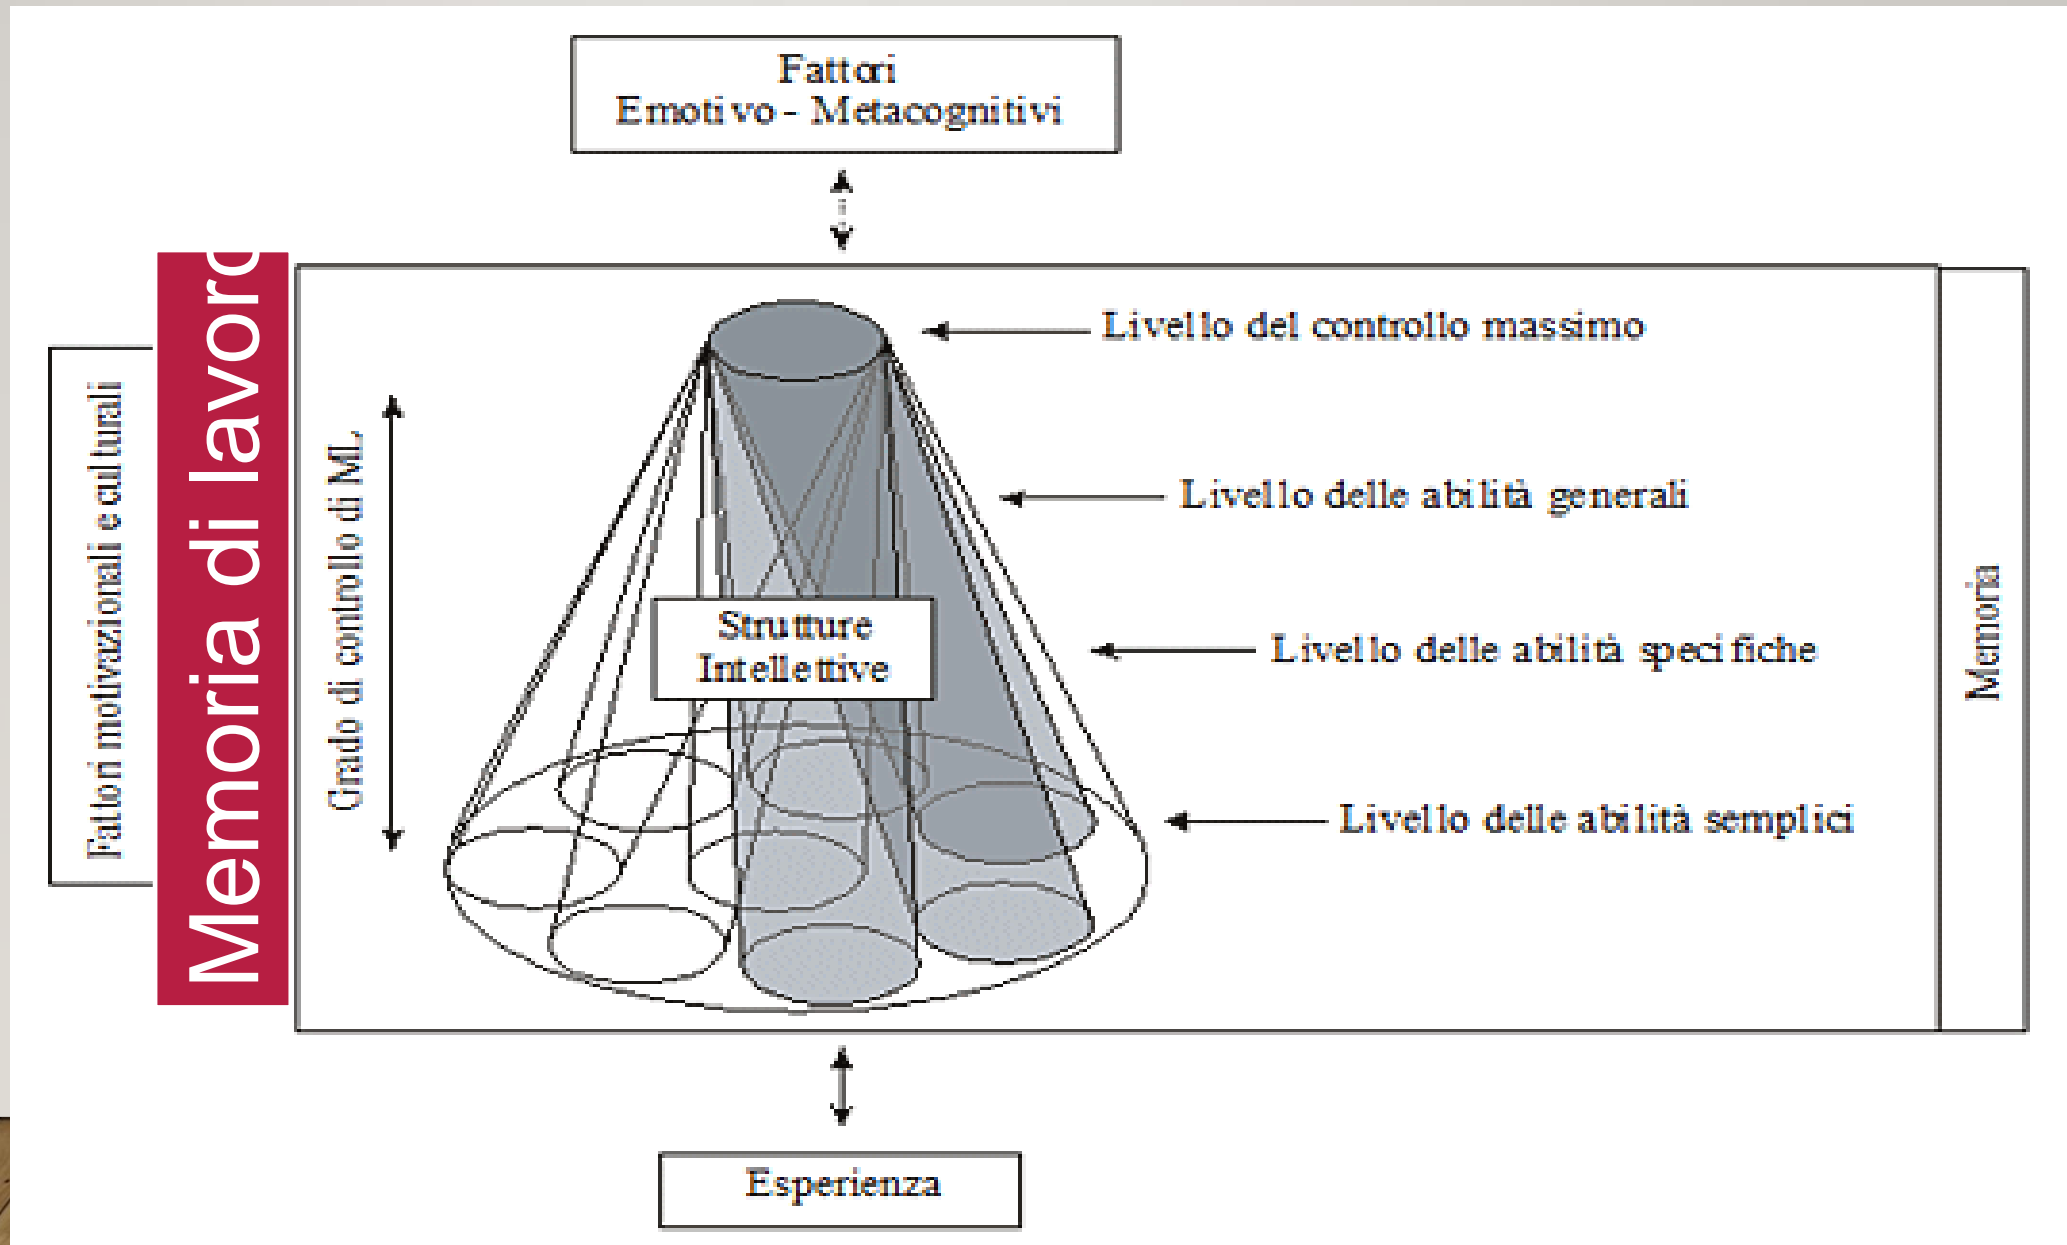 Fattori
Emotivo - Metacognitivi
Fattori motivazionali e culturali
Memoria di lavoro
Grado di controllo di ML
Livello del controllo massimo
Livello delle abilità generali
Strutture
Intellettive
Livello delle abilità specifiche
Livello delle abilità semplici
Memoria
Esperienza